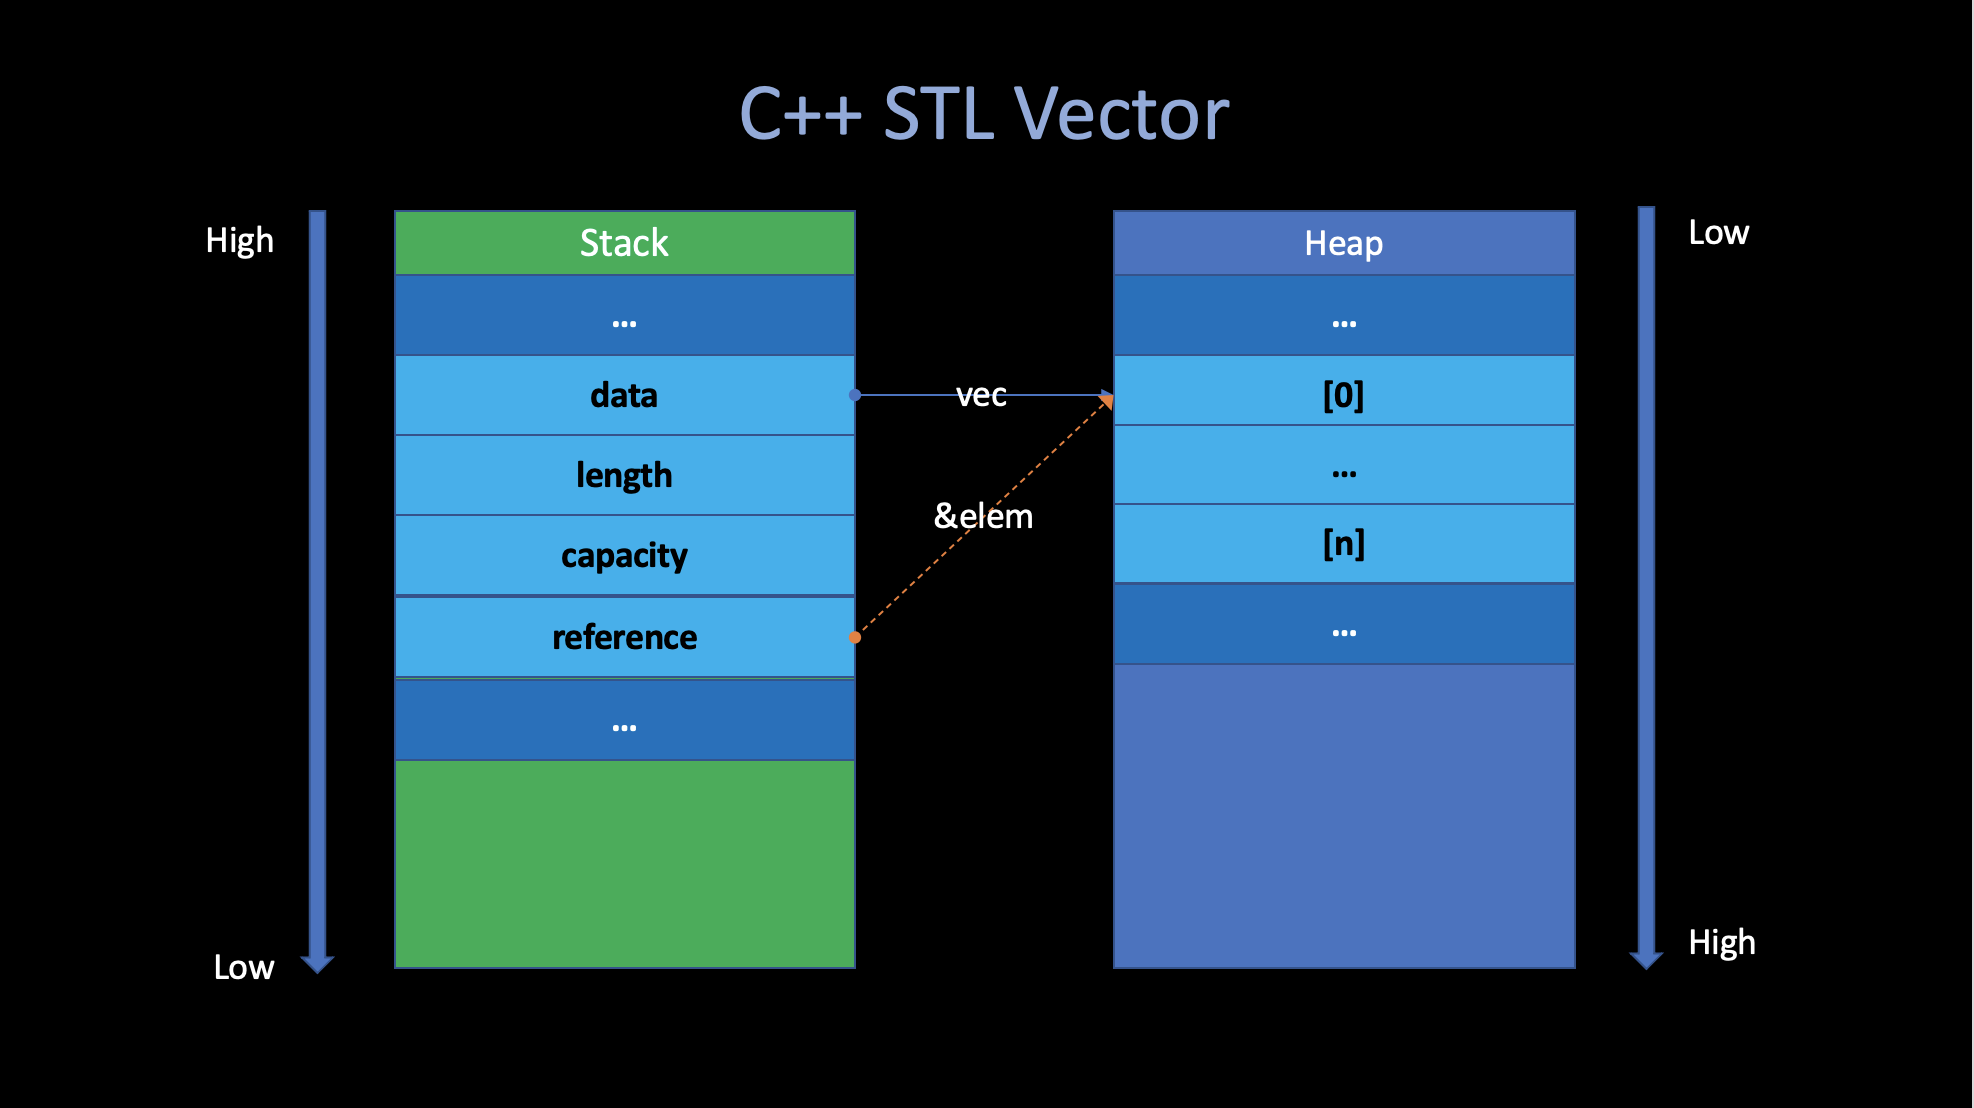 C++ STL Vector
High
Stack
...
data
length
capacity
reference
...
Low
vec
&elem
Heap
...
[0]
...
[n]
...
Low
High